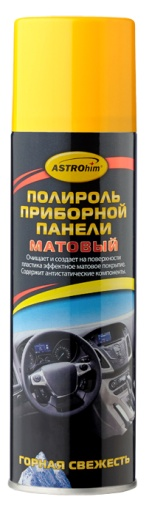 ASTROhim
ПОЛИРОЛЬ
ПРИБОРНОЙ
ПАНЕЛИ
МАТОВЫЙ
Очищает и создает на поверхности
пластика эффектное матовое покрытие.
Содержит антистатические компоненты.
ГОРНАЯ СВЕЖЕСТЬ